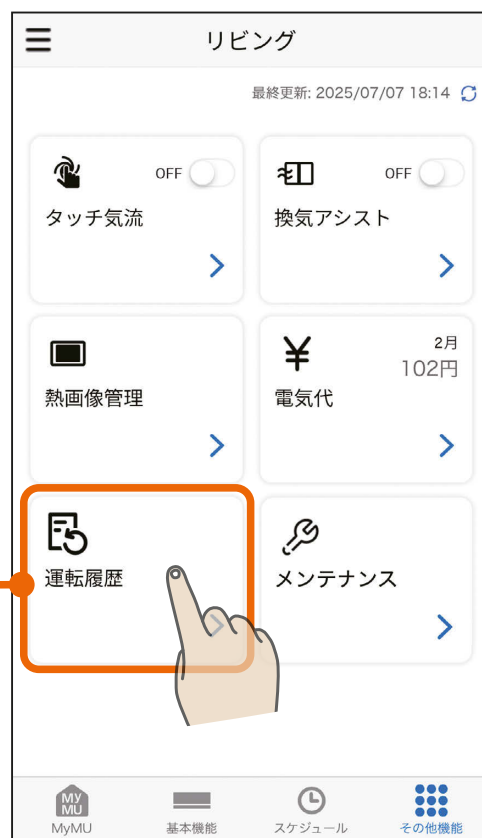 リビング
最終更新: 2025/07/07 18:14
OFF
タッチ気流
OFF
換気アシスト
熱画像管理
¥
2月
102円
電気代
運転履歴
メンテナンス
MY
MU
MyMU
基本機能
スケジュール
その他機能